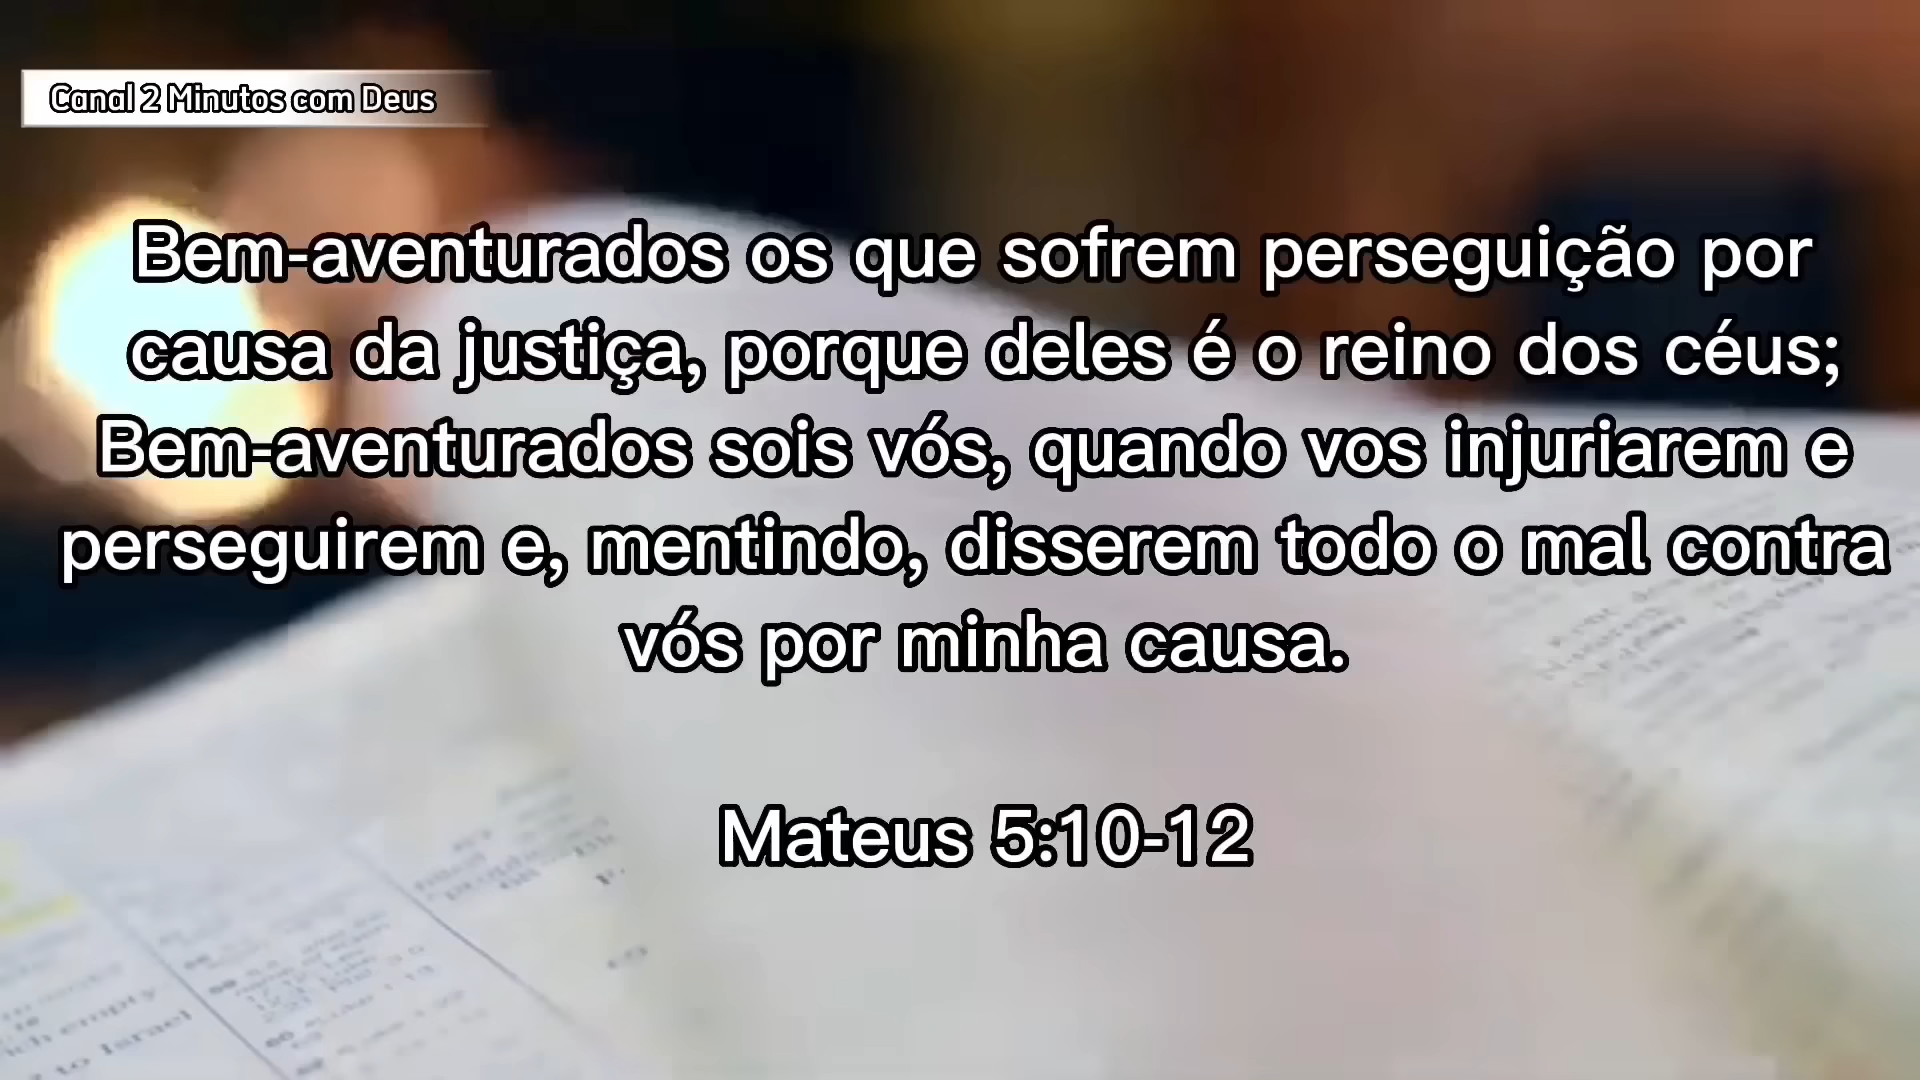 Canal 2 Minutos com Deus
Bem-aventurados os que sofrem perseguição por
causa da justiça, porque deles é o reino dos céus;
Bem-aventurados sois vós, quando vos injuriarem e
perseguirem e, mentindo, disserem todo o mal contra
vós por minha causa.
Mateus 5:10-12
to Israel